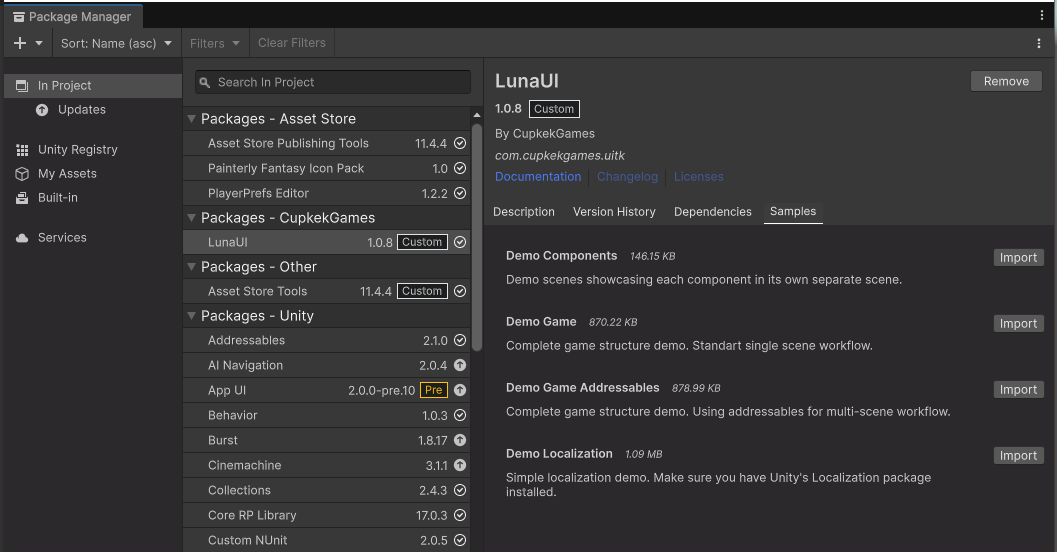 Package Manager
Sort: Name (asc)
Filters
Clear Filters
In Project
Updates
Unity Registry
My Assets
Built-in
Services
Search In Project
Packages - Asset Store
Asset Store Publishing Tools 11.4.4
Painterly Fantasy Icon Pack 1.0
PlayerPrefs Editor 1.2.2
Packages - CupkekGames
LunaUI 1.0.8 Custom
Packages - Other
Asset Store Tools 11.4.4 Custom
Packages - Unity
Addressables 2.1.0
AI Navigation 2.0.4
App UI 2.0.0-pre.10 Pre
Behavior 1.0.3
Burst 1.8.17
Cinemachine 3.1.1
Collections 2.4.3
Core RP Library 17.0.3
Custom NUnit 2.0.5
LunaUI
Remove
1.0.8 Custom
By CupkekGames
com.cupkekgames.uitk
Documentation Changelog Licenses
Description Version History Dependencies Samples
Demo Components 146.15 KB
Import
Demo scenes showcasing each component in its own separate scene.
Demo Game 870.22 KB
Import
Complete game structure demo. Standart single scene workflow.
Demo Game Addressables 878.99 KB
Import
Complete game structure demo. Using addressables for multi-scene workflow.
Demo Localization 1.09 MB
Import
Simple localization demo. Make sure you have Unity's Localization package
installed.